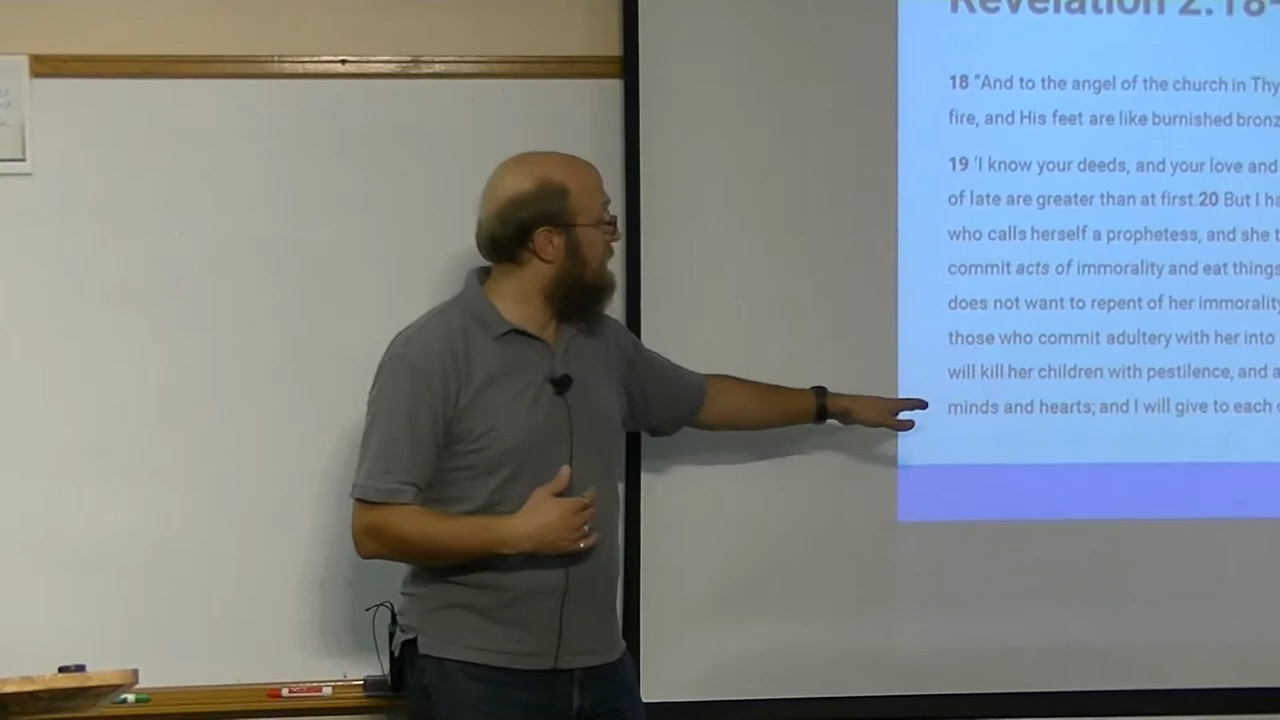 Revelation 2:18-
18 "And to the angel of the church in Thy
fire, and His feet are like burnished bronz
19 'I know your deeds, and your love and
of late are greater than at first.20 But I ha
who calls herself a prophetess, and she t
commit acts of immorality and eat things
does not want to repent of her immorality
those who commit adultery with her into
will kill her children with pestilence, and a
minds and hearts; and I will give to each o